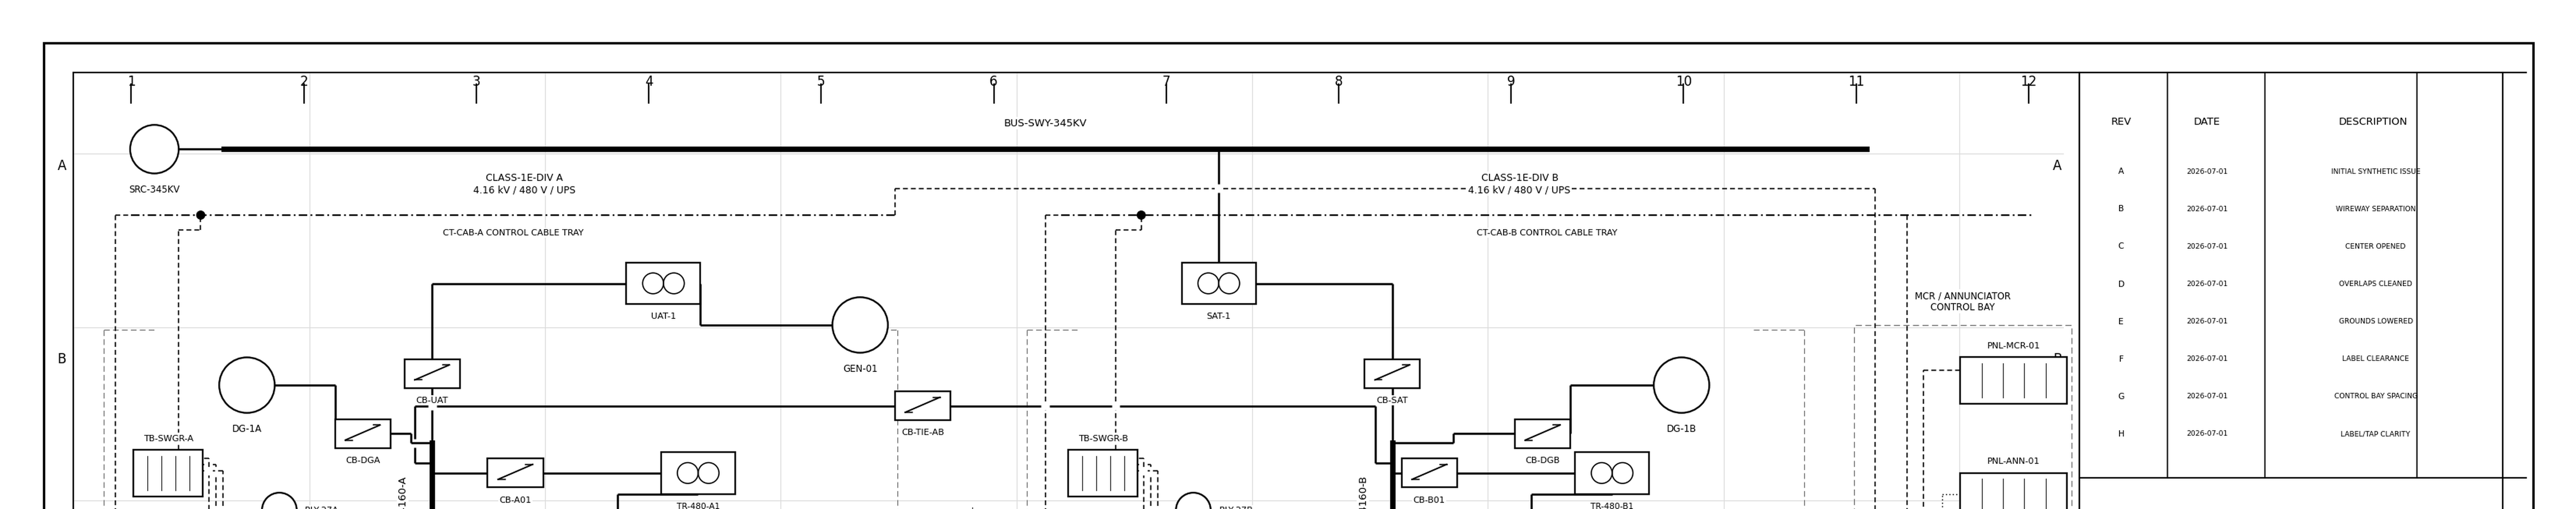 1 2 3 4 5 6 7 8 9 10 11 12
BUS-SWY-345KV
REV DATE DESCRIPTION
A
A
SRC-345KV
CLASS-1E-DIV A
4.16 kV / 480 V / UPS
CLASS-1E-DIV B
4.16 kV / 480 V / UPS
A 2026-07-01 INITIAL SYNTHETIC ISSUE
B 2026-07-01 WIREWAY SEPARATION
CT-CAB-A CONTROL CABLE TRAY
CT-CAB-B CONTROL CABLE TRAY
C 2026-07-01 CENTER OPENED
D 2026-07-01 OVERLAPS CLEANED
MCR / ANNUNCIATOR
CONTROL BAY
UAT-1
SAT-1
E 2026-07-01 GROUNDS LOWERED
PNL-MCR-01
B
F 2026-07-01 LABEL CLEARANCE
GEN-01
G 2026-07-01 CONTROL BAY SPACING
CB-UAT
CB-SAT
DG-1A
CB-TIE-AB
DG-1B
H 2026-07-01 LABEL/TAP CLARITY
TB-SWGR-A
TB-SWGR-B
CB-DGA
CB-DGB
PNL-ANN-01
CB-A01
CB-B01
TR-480-A1
TR-480-B1